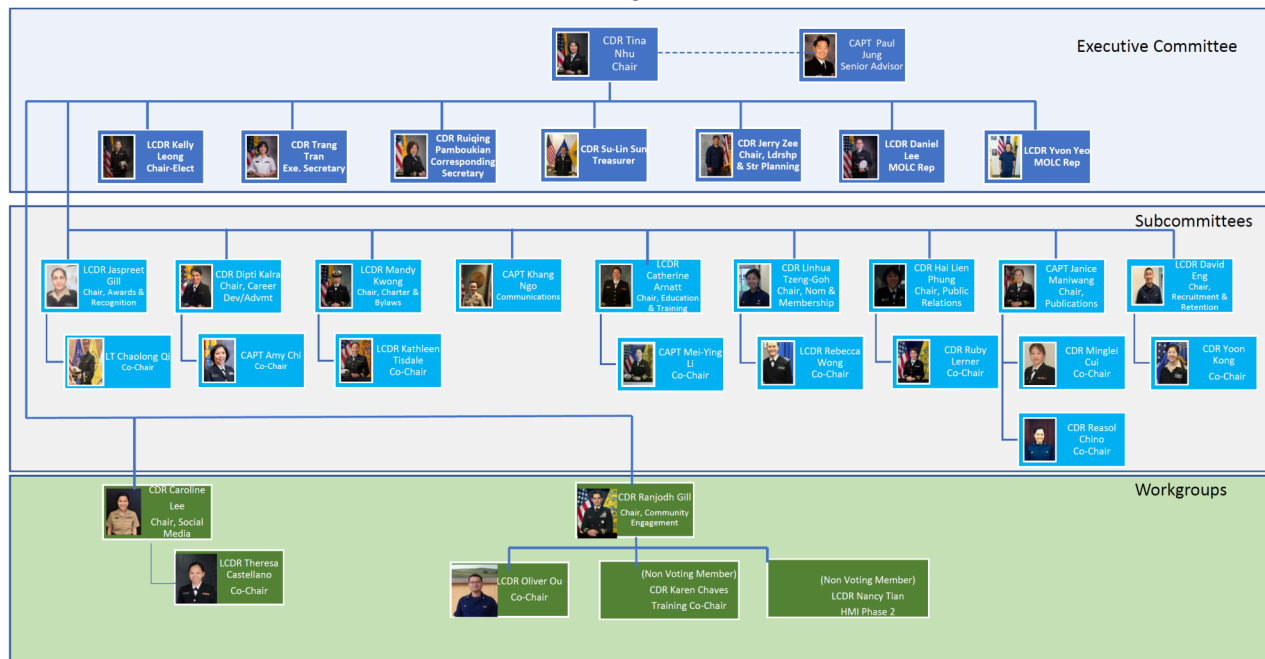 Executive Committee
CDR Tina
Nhu
Chair
CAPT Paul
Jung
Senior Advisor
LCDR Kelly
Leong
Chair-Elect
CDR Trang
Tran
Exe. Secretary
CDR Ruiqing
Pamboukian
Corresponding
Secretary
CDR Su-Lin Sun
Treasurer
CDR Jerry Zee
Chair, Ldrshp
& Str Planning
LCDR Daniel
Lee
MOLC Rep
LCDR Yvon Yeo
MOLC Rep
Subcommittees
LCDR Jaspreet
Gill
Chair, Awards &
Recognition
CDR Dipti Kalra
Chair, Career
Dev/Advmt
LCDR Mandy
Kwong
Chair, Charter &
Bylaws
CAPT Khang
Ngo
Communications
LCDR
Catherine
Arnatt
Chair, Education
& Training
CDR Linhua
Tzeng-Goh
Chair, Nom &
Membership
CDR Hai Lien
Phung
Chair, Public
Relations
CAPT Janice
Maniwang
Chair,
Publications
LCDR David
Eng
Chair,
Recruitment &
Retention
LT Chaolong Qi
Co-Chair
CAPT Amy Chi
Co-Chair
LCDR Kathleen
Tisdale
Co-Chair
CAPT Mei-Ying
Li
Co-Chair
LCDR Rebecca
Wong
Co-Chair
CDR Ruby
Lerner
Co-Chair
CDR Minglei
Cui
Co-Chair
CDR Yoon
Kong
Co-Chair
CDR Reasol
Chino
Co-Chair
Workgroups
CDR Caroline
Lee
Chair, Social
Media
CDR Ranjodh Gill
Chair, Community
Engagement
LCDR Theresa
Castellano
Co-Chair
LCDR Oliver Ou
Co-Chair
(Non Voting Member)
CDR Karen Chaves
Training Co-Chair
(Non Voting Member)
LCDR Nancy Tian
HMI Phase 2